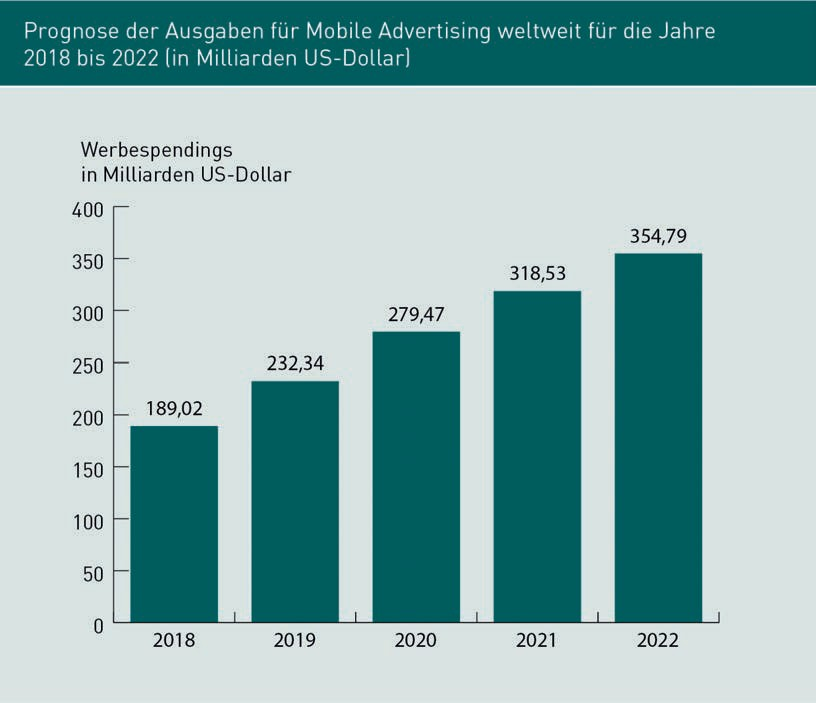 Prognose der Ausgaben für Mobile Advertising weltweit für die Jahre
2018 bis 2022 (in Milliarden US-Dollar)
Werbespendings
in Milliarden US-Dollar
400
350
300
250
200
150
100
50
0
189,02
232,34
279,47
318,53
354,79
2018 2019 2020 2021 2022